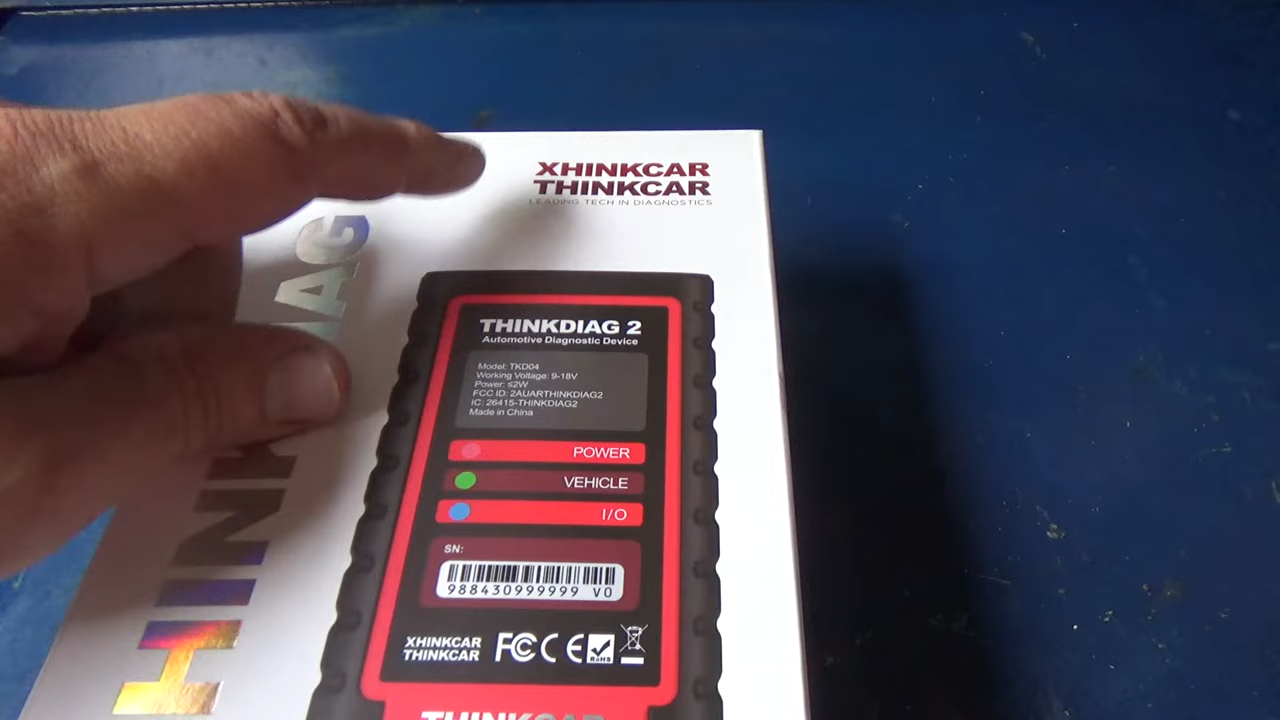 XHINKCAR
THINKCAR
LEADING TECH IN DIAGNOSTICS
THINKDIAG 2
Automotive Diagnostic Device
Model: TKD04
Working Voltage: 9-18V
Power: ≤2W
FCC ID: 2AUARTHINKDIAG2
IC: 26415-THINKDIAG2
Made in China
POWER
VEHICLE
I/O
SN:
988430999999 V0
XHINKCAR
THINKCAR
FC CE RoHS
THINKCAR